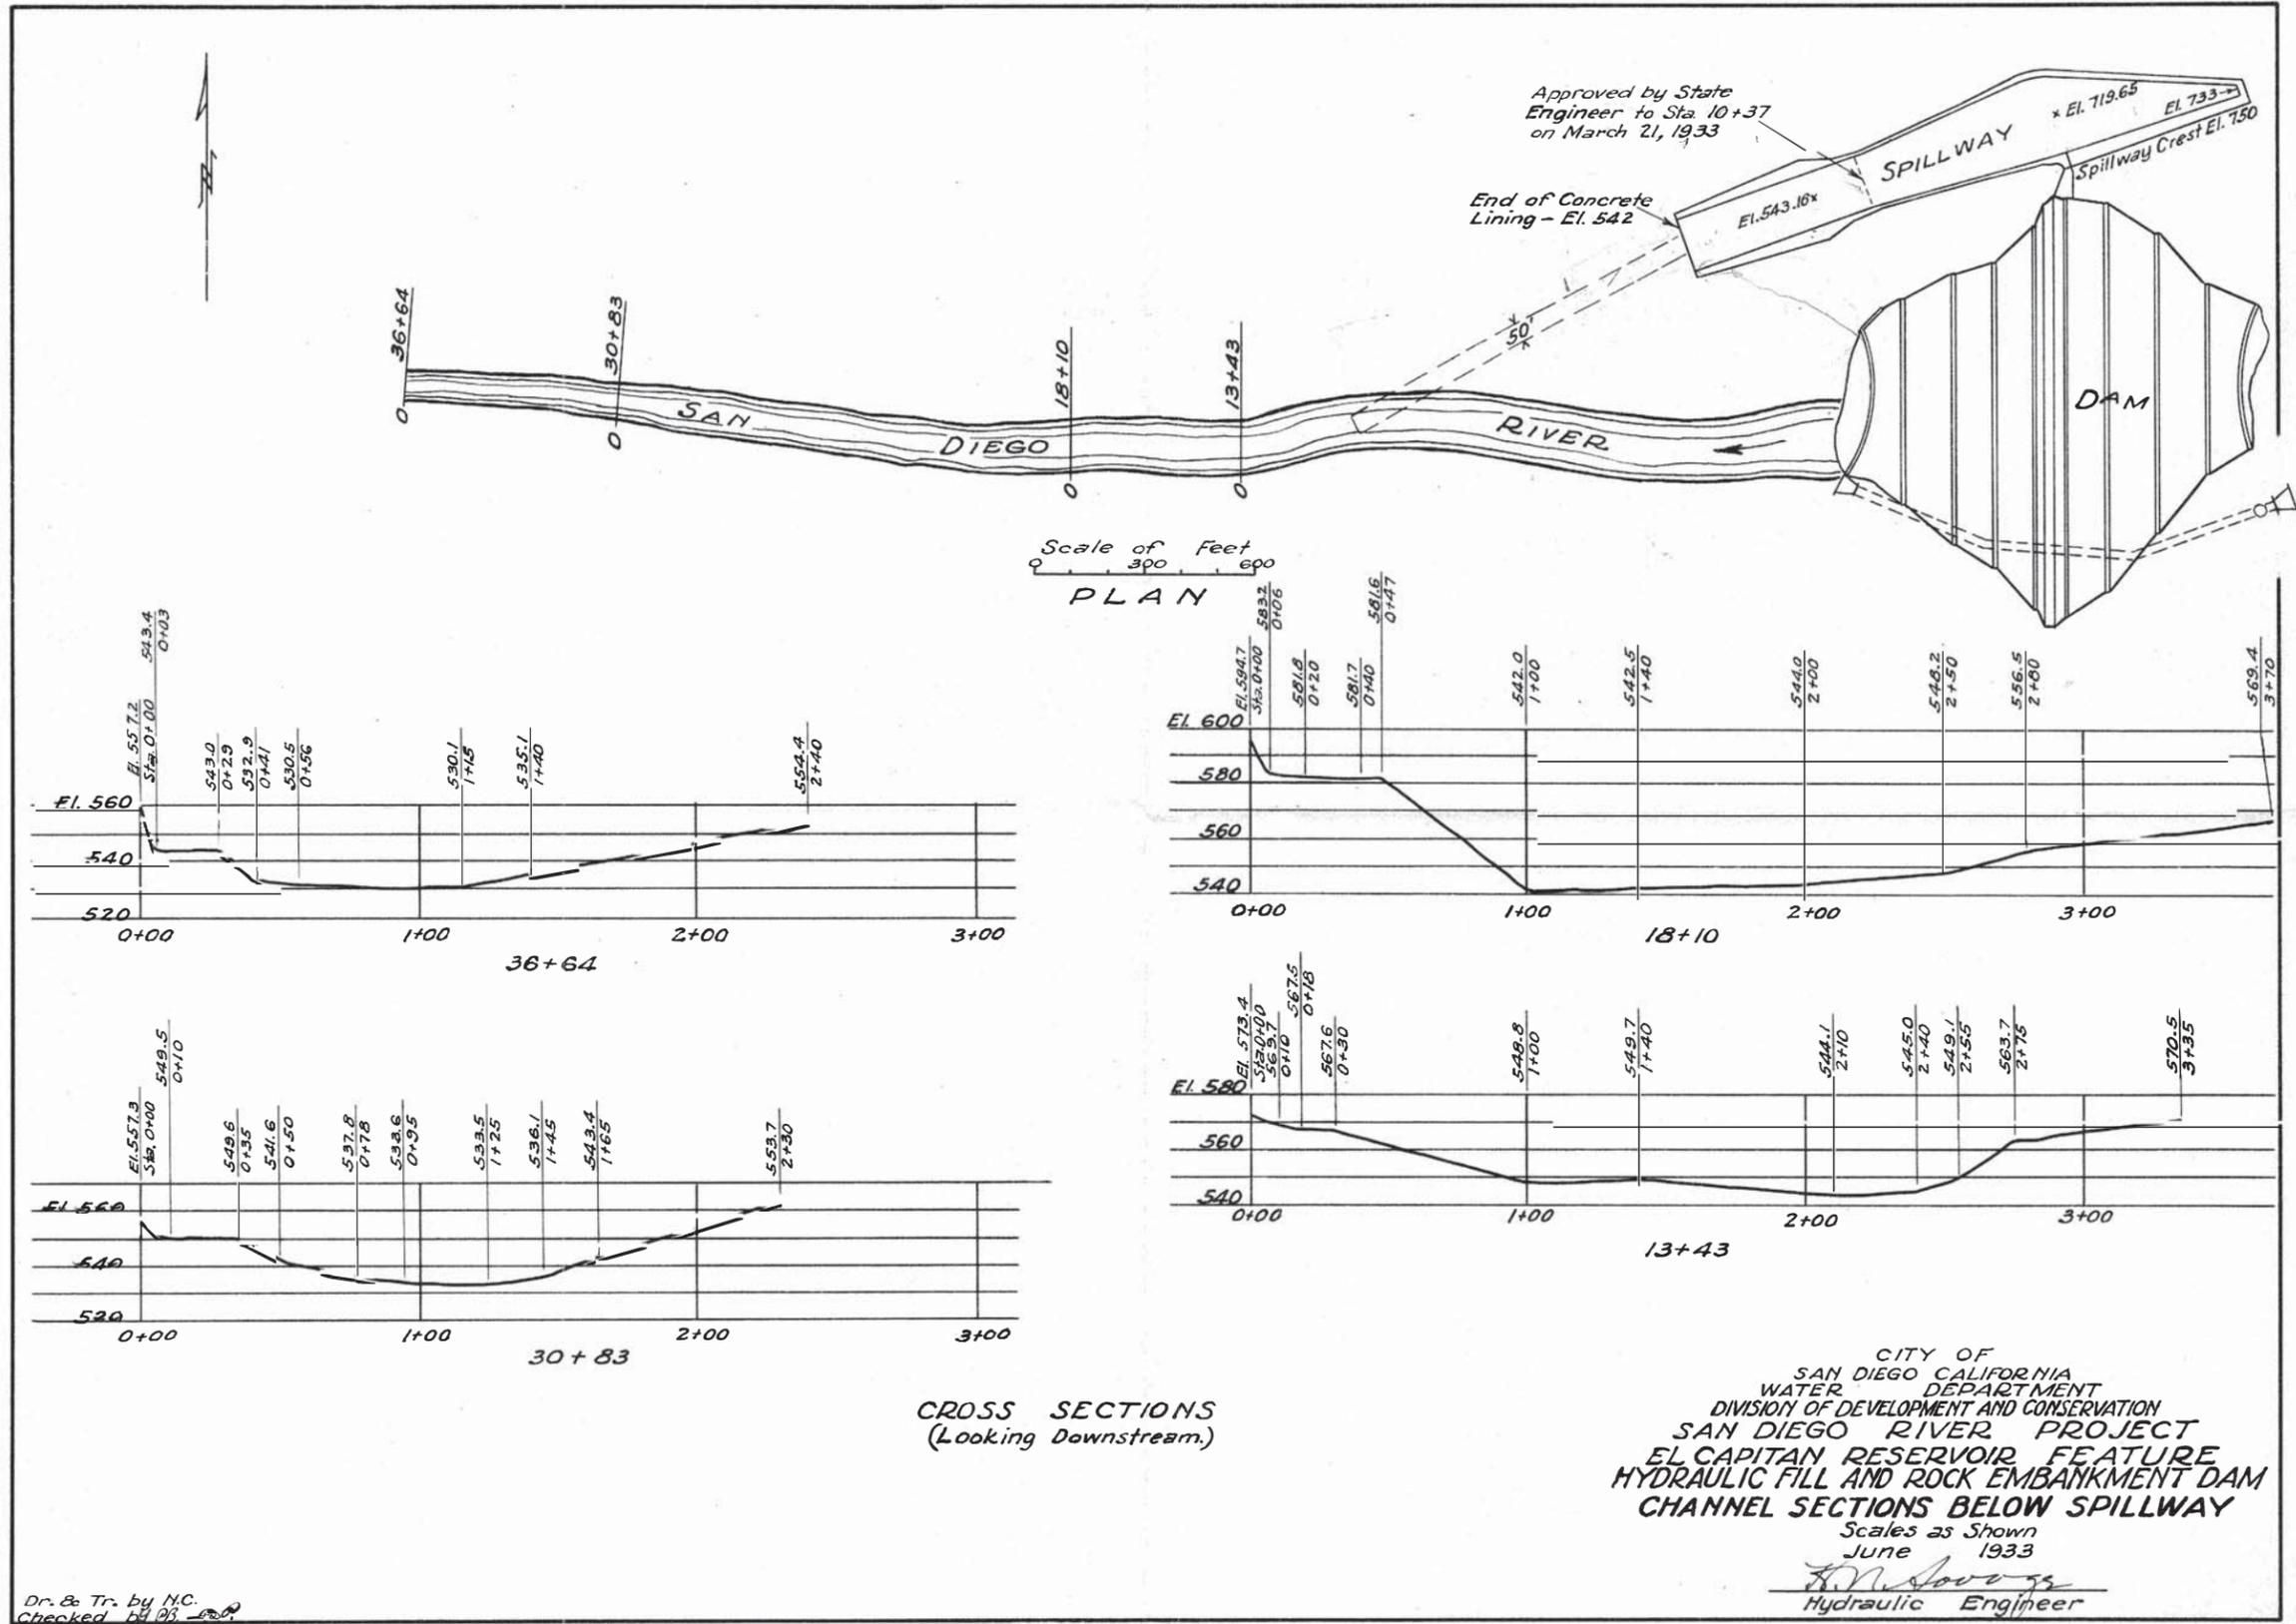 Approved by State
Engineer to Sta. 10+37
on March 21, 1933
End of Concrete
Lining - El. 542
El. 543.16x
SPILLWAY
x El. 719.65
El. 733
Spillway Crest El. 750
50'
36+64
0
30+83
0
18+10
0
13+43
0
SAN
DIEGO
RIVER
DAM
Scale of Feet
0 300 600
PLAN
El. 557.2
Sta. 0+00
543.4
0+03
543.0
0+29
532.9
0+41
530.5
0+56
530.1
1+15
535.1
1+40
554.4
2+40
El. 560
540
520
0+00 1+00 2+00 3+00
36+64
El. 594.7
Sta. 0+00
583.2
0+06
581.8
0+20
581.7
0+40
581.6
0+47
542.0
1+00
542.5
1+40
544.0
2+00
548.2
2+50
556.5
2+80
569.4
3+70
El. 600
580
560
540
0+00 1+00 2+00 3+00
18+10
El. 557.3
Sta. 0+00
549.5
0+10
549.6
0+35
541.6
0+50
537.8
0+78
533.6
0+95
533.5
1+25
536.1
1+45
543.4
1+65
553.7
2+30
El. 560
540
520
0+00 1+00 2+00 3+00
30+83
El. 573.4
Sta. 0+00
569.7
0+10
567.5
0+18
567.6
0+30
548.8
1+00
549.7
1+40
544.1
2+10
545.0
2+40
549.1
2+55
563.7
2+75
570.5
3+35
El. 580
560
540
0+00 1+00 2+00 3+00
13+43
CROSS SECTIONS
(Looking Downstream.)
CITY OF
SAN DIEGO CALIFORNIA
WATER DEPARTMENT
DIVISION OF DEVELOPMENT AND CONSERVATION
SAN DIEGO RIVER PROJECT
EL CAPITAN RESERVOIR FEATURE
HYDRAULIC FILL AND ROCK EMBANKMENT DAM
CHANNEL SECTIONS BELOW SPILLWAY
Scales as Shown
June 1933
H.N. Savage
Hydraulic Engineer
Dr. & Tr. by N.C.
Checked by